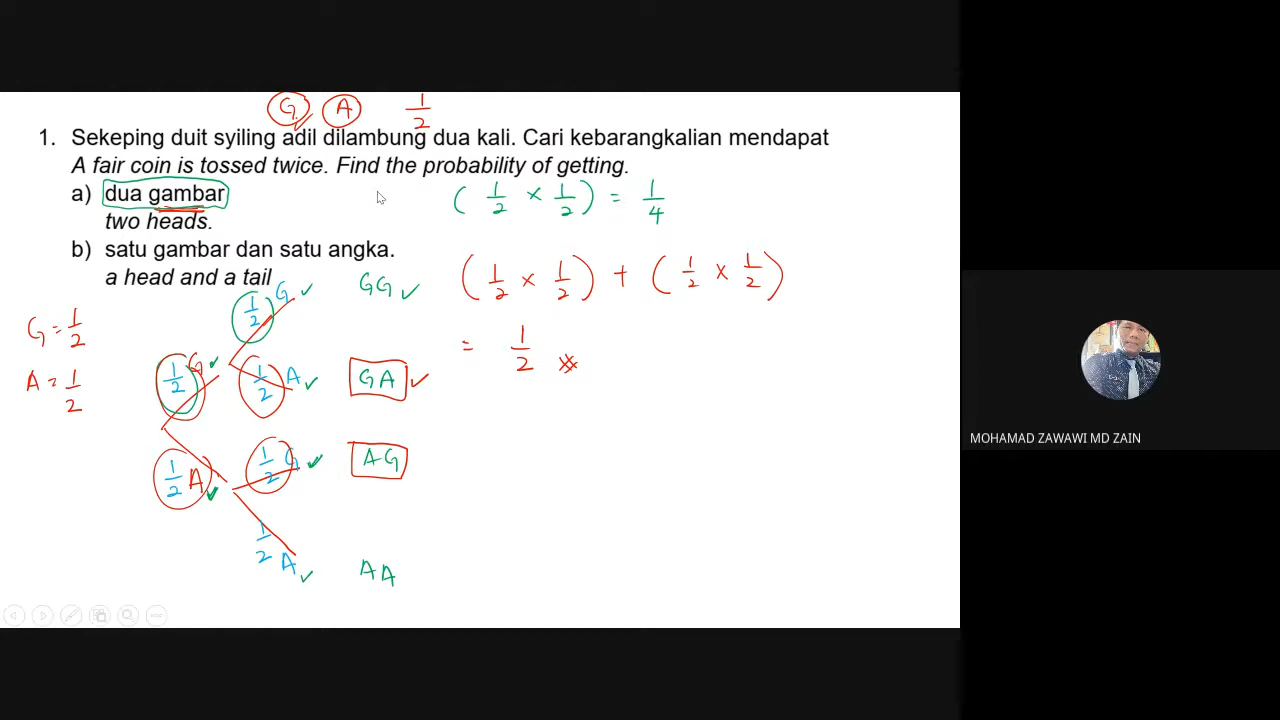 G A 1/2
1. Sekeping duit syiling adil dilambung dua kali. Cari kebarangkalian mendapat
A fair coin is tossed twice. Find the probability of getting.
a) dua gambar
two heads.
(1/2 × 1/2) = 1/4
b) satu gambar dan satu angka.
a head and a tail
(1/2 × 1/2) + (1/2 × 1/2)
= 1/2
G = 1/2
A = 1/2
1/2 G GG
1/2 G 1/2 A GA
1/2 A 1/2 G AG
1/2 A AA
MOHAMAD ZAWAWI MD ZAIN